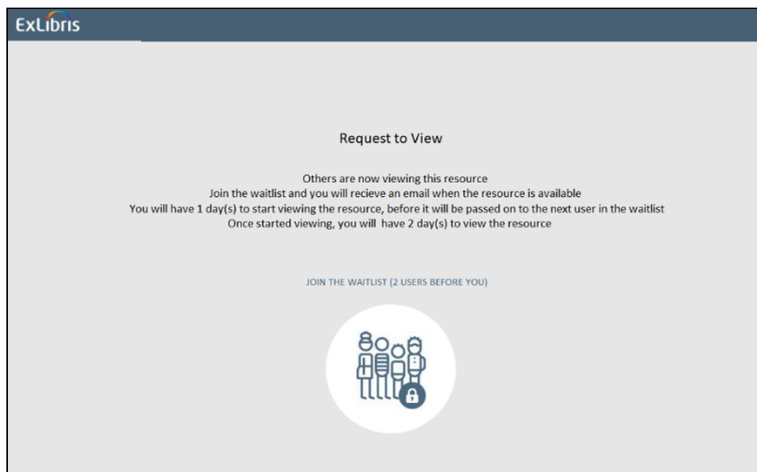 ExLibris
Request to View
Others are now viewing this resource
Join the waitlist and you will recieve an email when the resource is available
You will have 1 day(s) to start viewing the resource, before it will be passed on to the next user in the waitlist
Once started viewing, you will have 2 day(s) to view the resource
JOIN THE WAITLIST (2 USERS BEFORE YOU)